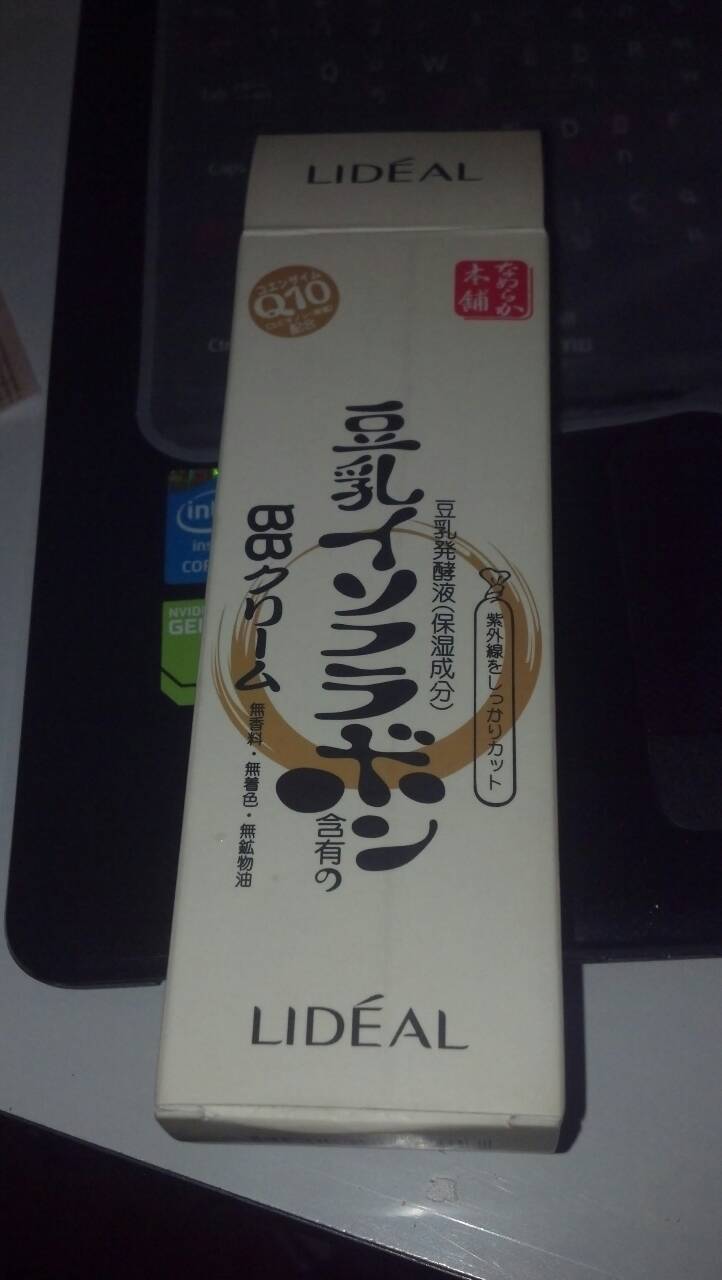 LIDÉAL
コエンザイム
Q10
配合
なめらか
本舗
紫外線をしっかりカット
豆乳発酵液(保湿成分)
豆乳イソフラボン
含有の
BBクリーム
無香料・無着色・無鉱物油
LIDÉAL